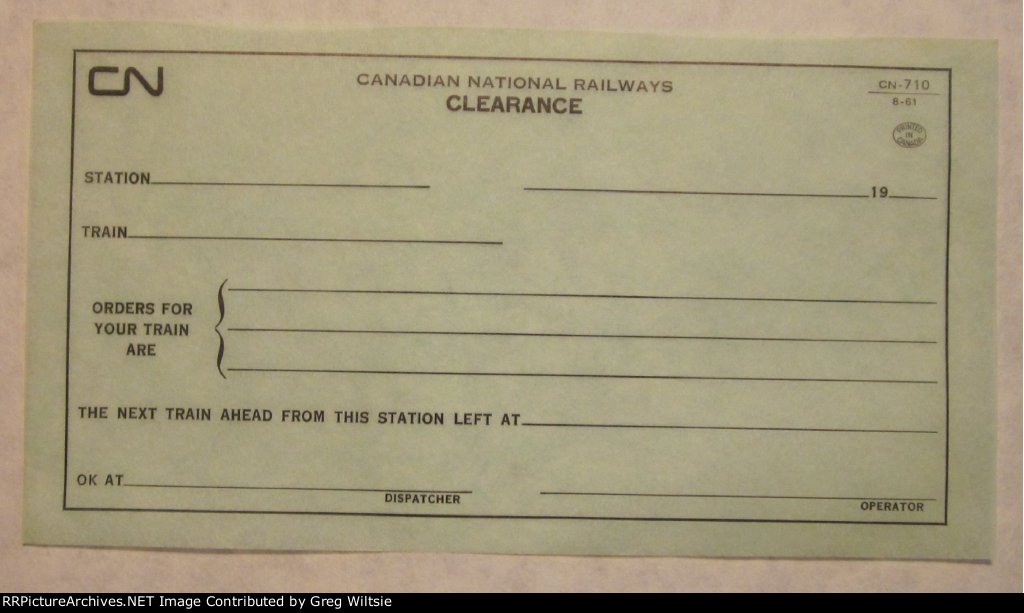 CN
CANADIAN NATIONAL RAILWAYS
CLEARANCE
CN-710
8-61
PRINTED
IN
CANADA
STATION
19
TRAIN
ORDERS FOR
YOUR TRAIN
ARE
THE NEXT TRAIN AHEAD FROM THIS STATION LEFT AT
OK AT
DISPATCHER
OPERATOR
RRPictureArchives.NET Image Contributed by Greg Wiltsie